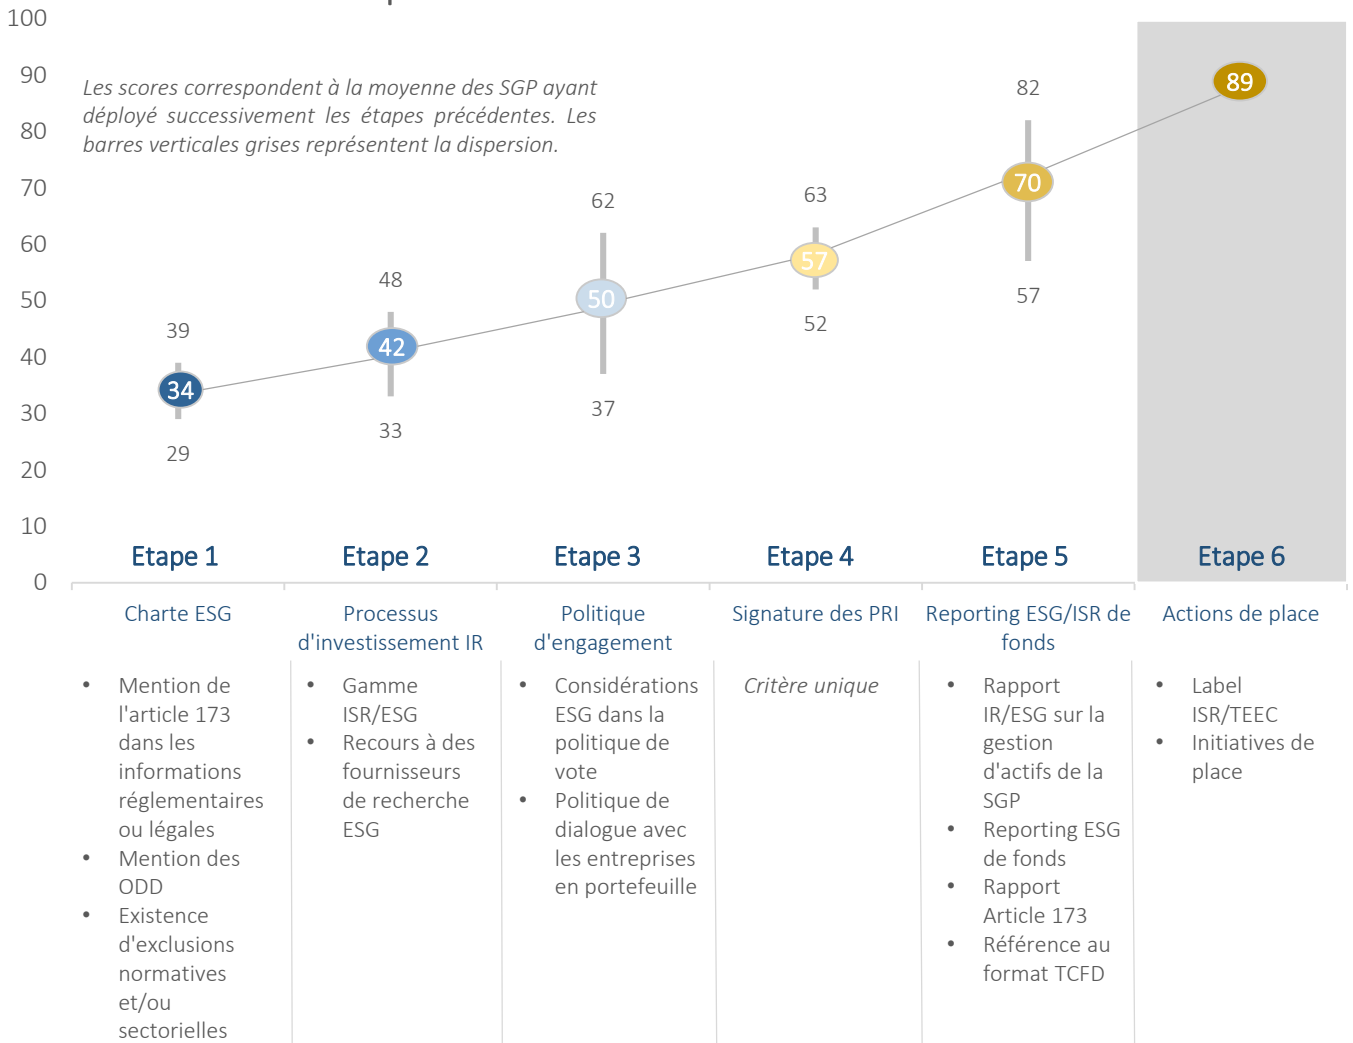 100
90
80
70
60
50
40
30
20
10
0
Les scores correspondent à la moyenne des SGP ayant
déployé successivement les étapes précédentes. Les
barres verticales grises représentent la dispersion.
39
34
29
48
42
33
62
50
37
63
57
52
82
70
57
89
Etape 1
Etape 2
Etape 3
Etape 4
Etape 5
Etape 6
Charte ESG
Processus
d'investissement IR
Politique
d'engagement
Signature des PRI
Reporting ESG/ISR de
fonds
Actions de place
• Mention de
l'article 173
dans les
informations
réglementaires
ou légales
• Mention des
ODD
• Existence
d'exclusions
normatives
et/ou
sectorielles
• Gamme
ISR/ESG
• Recours à des
fournisseurs
de recherche
ESG
• Considérations
ESG dans la
politique de
vote
• Politique de
dialogue avec
les entreprises
en portefeuille
Critère unique
• Rapport
IR/ESG sur la
gestion
d'actifs de la
SGP
• Reporting ESG
de fonds
• Rapport
Article 173
• Référence au
format TCFD
• Label
ISR/TEEC
• Initiatives de
place